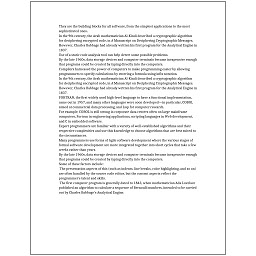 They are the building blocks for all software, from the simplest applications to the most
sophisticated ones.
In the 9th century, the Arab mathematician Al-Kindi described a cryptographic algorithm
for deciphering encrypted code, in A Manuscript on Deciphering Cryptographic Messages.
However, Charles Babbage had already written his first program for the Analytical Engine in
1837.
Use of a static code analysis tool can help detect some possible problems.
By the late 1960s, data storage devices and computer terminals became inexpensive enough
that programs could be created by typing directly into the computers.
Compilers harnessed the power of computers to make programming easier by allowing
programmers to specify calculations by entering a formula using infix notation.
In the 9th century, the Arab mathematician Al-Kindi described a cryptographic algorithm
for deciphering encrypted code, in A Manuscript on Deciphering Cryptographic Messages.
However, Charles Babbage had already written his first program for the Analytical Engine in
1837.
FORTRAN, the first widely used high-level language to have a functional implementation,
came out in 1957, and many other languages were soon developed—in particular, COBOL
aimed at commercial data processing, and Lisp for computer research.
For example, COBOL is still strong in corporate data centers often on large mainframe
computers, Fortran in engineering applications, scripting languages in Web development,
and C in embedded software.
Expert programmers are familiar with a variety of well-established algorithms and their
respective complexities and use this knowledge to choose algorithms that are best suited to
the circumstances.
Many programmers use forms of Agile software development where the various stages of
formal software development are more integrated together into short cycles that take a few
weeks rather than years.
By the late 1960s, data storage devices and computer terminals became inexpensive enough
that programs could be created by typing directly into the computers.
Some of these factors include:
The presentation aspects of this (such as indents, line breaks, color highlighting, and so on)
are often handled by the source code editor, but the content aspects reflect the
programmer's talent and skills.
The first computer program is generally dated to 1843, when mathematician Ada Lovelace
published an algorithm to calculate a sequence of Bernoulli numbers, intended to be carried
out by Charles Babbage's Analytical Engine.